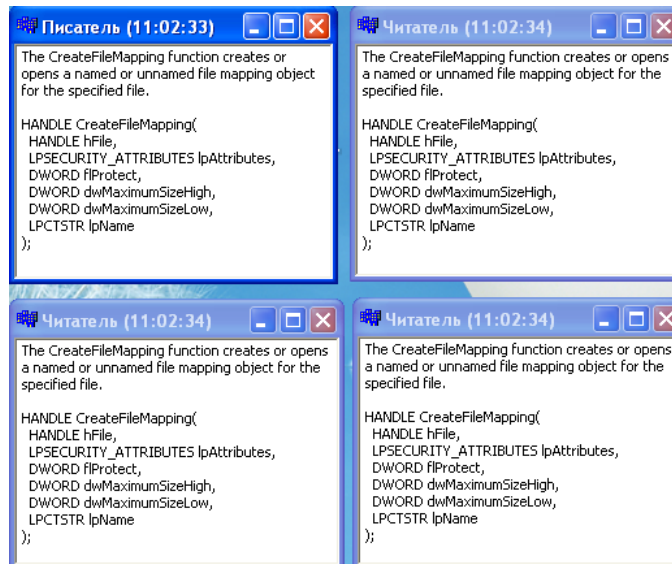 Писатель (11:02:33)
The CreateFileMapping function creates or
opens a named or unnamed file mapping object
for the specified file.
HANDLE CreateFileMapping(
HANDLE hFile,
LPSECURITY_ATTRIBUTES lpAttributes,
DWORD flProtect,
DWORD dwMaximumSizeHigh,
DWORD dwMaximumSizeLow,
LPCTSTR lpName
);
Читатель (11:02:34)
The CreateFileMapping function creates or opens
a named or unnamed file mapping object for the
specified file.
HANDLE CreateFileMapping(
HANDLE hFile,
LPSECURITY_ATTRIBUTES lpAttributes,
DWORD flProtect,
DWORD dwMaximumSizeHigh,
DWORD dwMaximumSizeLow,
LPCTSTR lpName
);
Читатель (11:02:34)
The CreateFileMapping function creates or opens
a named or unnamed file mapping object for the
specified file.
HANDLE CreateFileMapping(
HANDLE hFile,
LPSECURITY_ATTRIBUTES lpAttributes,
DWORD flProtect,
DWORD dwMaximumSizeHigh,
DWORD dwMaximumSizeLow,
LPCTSTR lpName
);
Читатель (11:02:34)
The CreateFileMapping function creates or opens
a named or unnamed file mapping object for the
specified file.
HANDLE CreateFileMapping(
HANDLE hFile,
LPSECURITY_ATTRIBUTES lpAttributes,
DWORD flProtect,
DWORD dwMaximumSizeHigh,
DWORD dwMaximumSizeLow,
LPCTSTR lpName
);